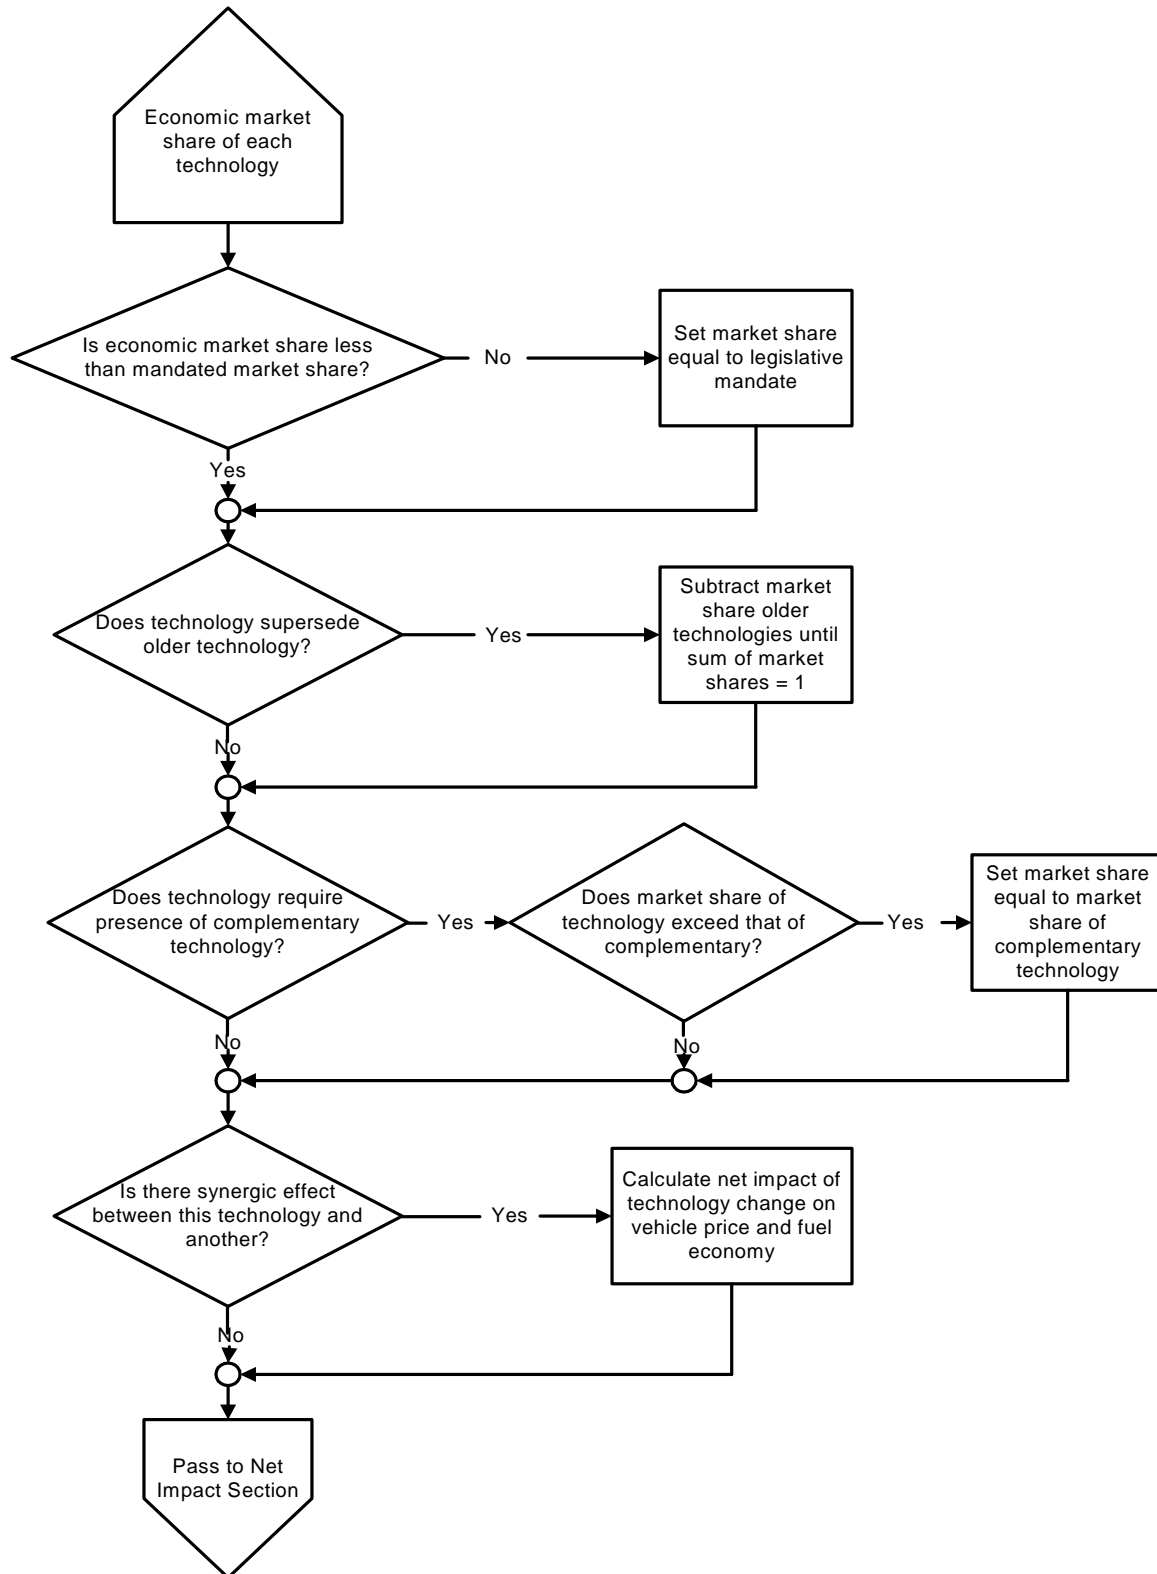 Economic market
share of each
technology
Is economic market share less
than mandated market share?
No
Set market share
equal to legislative
mandate
Yes
Does technology supersede
older technology?
Yes
Subtract market
share older
technologies until
sum of market
shares = 1
No
Does technology require
presence of complementary
technology?
Yes
Does market share of
technology exceed that of
complementary?
Yes
Set market share
equal to market
share of
complementary
technology
No
No
Is there synergic effect
between this technology and
another?
Yes
Calculate net impact of
technology change on
vehicle price and fuel
economy
No
Pass to Net
Impact Section